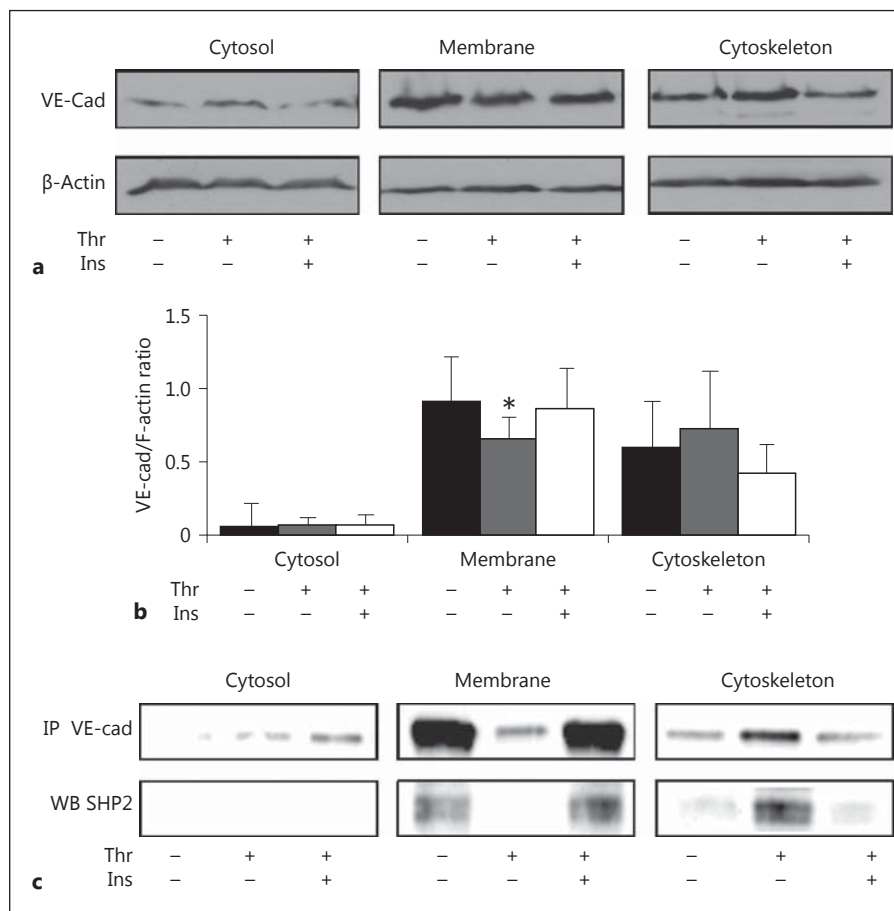 Cytosol Membrane Cytoskeleton
VE-Cad
β-Actin
Thr – + + – + + – + +
Ins – – + – – + – – +
a
1.5
1.0
0.5
0
VE-cad/F-actin ratio
*
Cytosol Membrane Cytoskeleton
Thr – + + – + + – + +
Ins – – + – – + – – +
b
Cytosol Membrane Cytoskeleton
IP VE-cad
WB SHP2
Thr – + + – + + – + +
Ins – – + – – + – – +
c